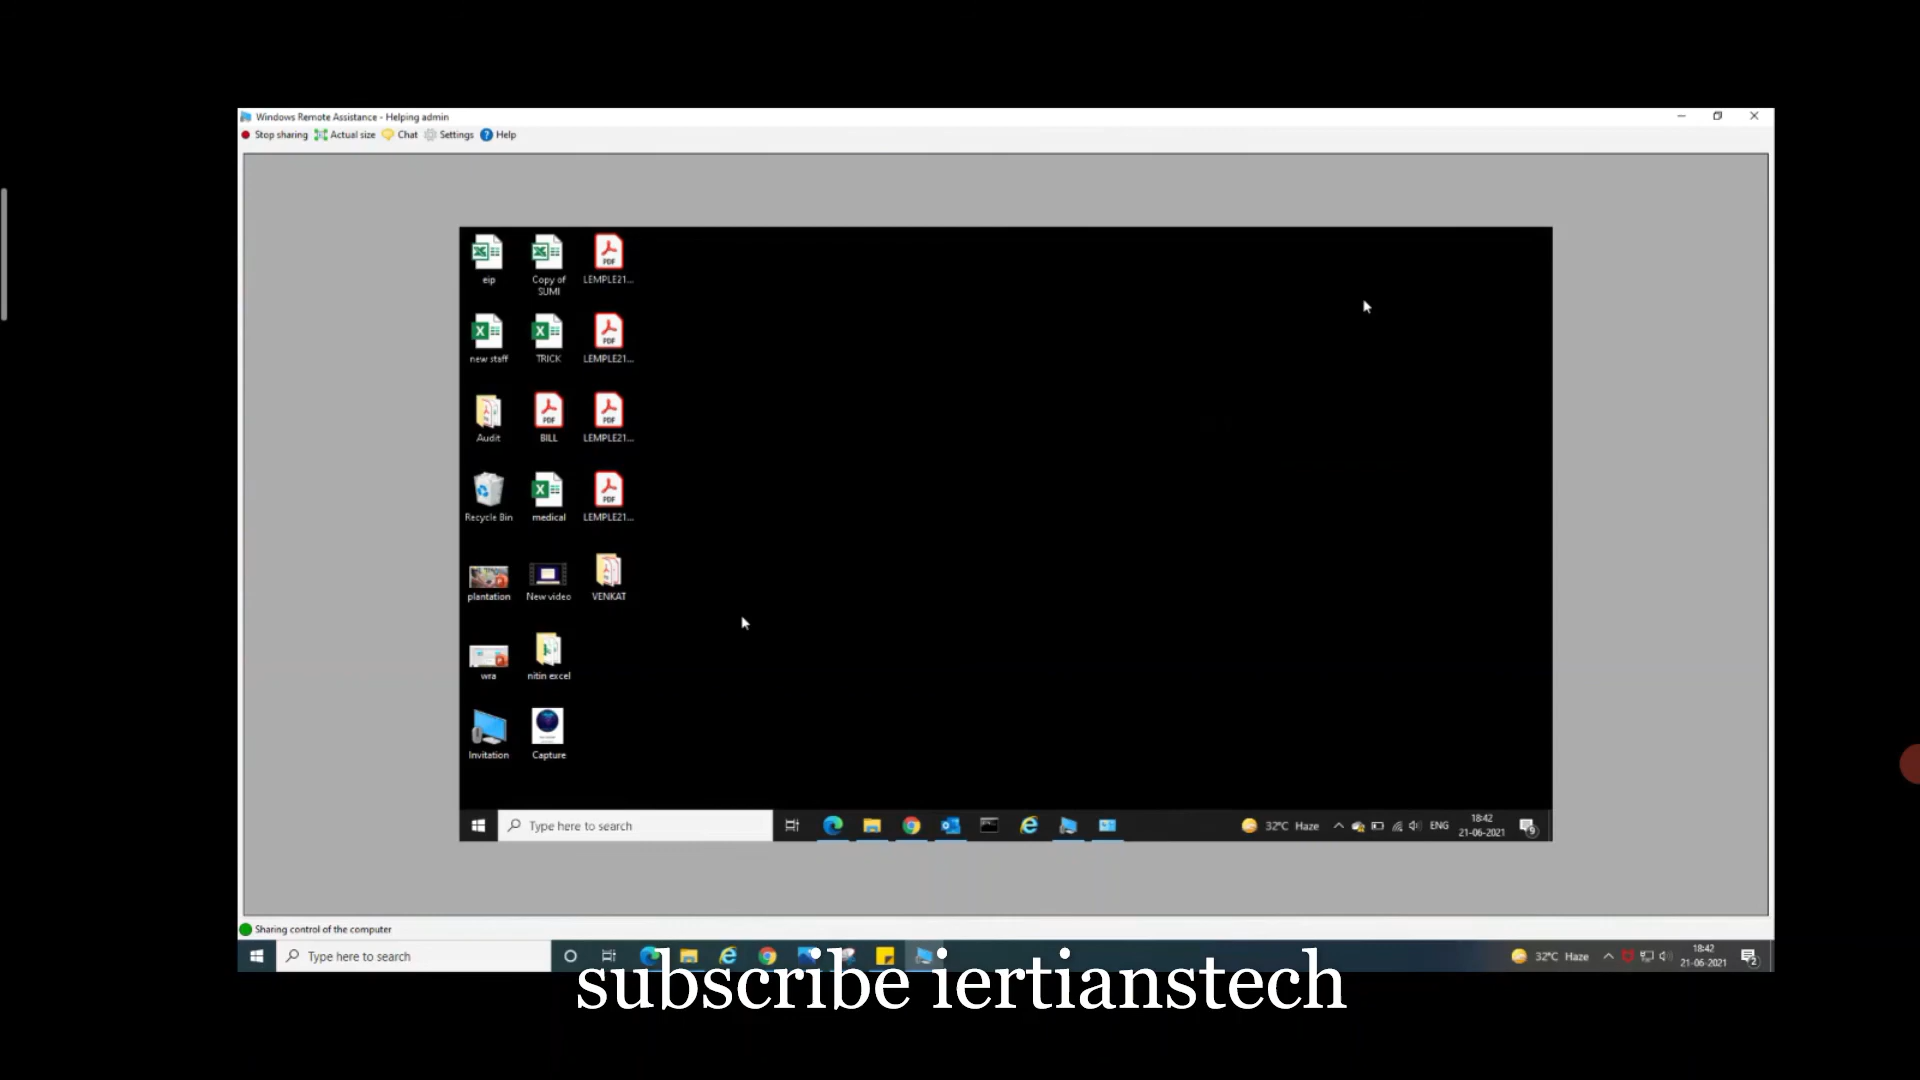 Windows Remote Assistance - Helping admin
Stop sharing Actual size Chat Settings Help
eip
Copy of
SUMI
LEMPLE21...
new staff
TRICK
LEMPLE21...
Audit
BILL
LEMPLE21...
Recycle Bin
medical
LEMPLE21...
plantation
New video
VENKAT
wra
nitin excel
Invitation
Capture
Type here to search
32°C Haze
ENG
18:42
21-06-2021
9
Sharing control of the computer
Type here to search
32°C Haze
18:42
21-06-2021
2
subscribe iertianstech